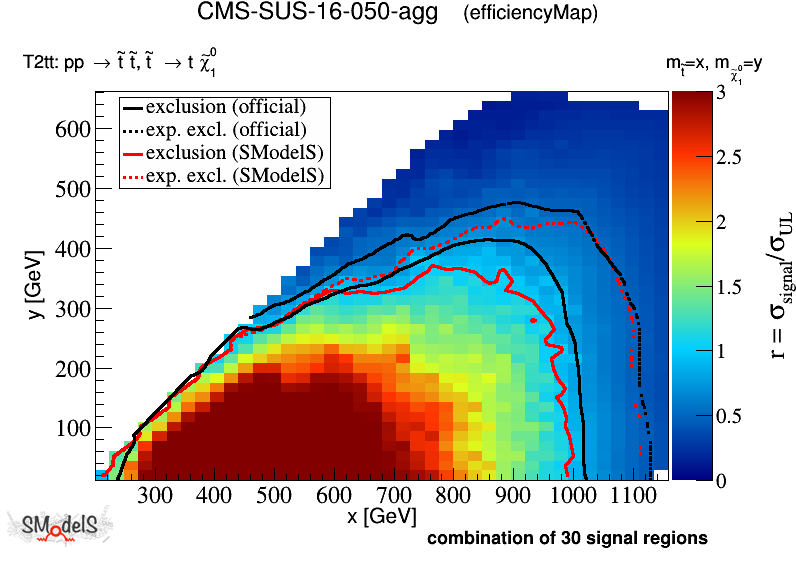 CMS-SUS-16-050-agg (efficiencyMap)
T2tt: pp → t̃ t̃, t̃ → t χ̃⁰₁
m_t̃=x, m_χ̃⁰₁=y
exclusion (official)
exp. excl. (official)
exclusion (SModelS)
exp. excl. (SModelS)
600
500
400
300
200
100
y [GeV]
300 400 500 600 700 800 900 1000 1100
x [GeV]
3
2.5
2
1.5
1
0.5
0
r = σ_signal/σ_UL
SModelS
combination of 30 signal regions